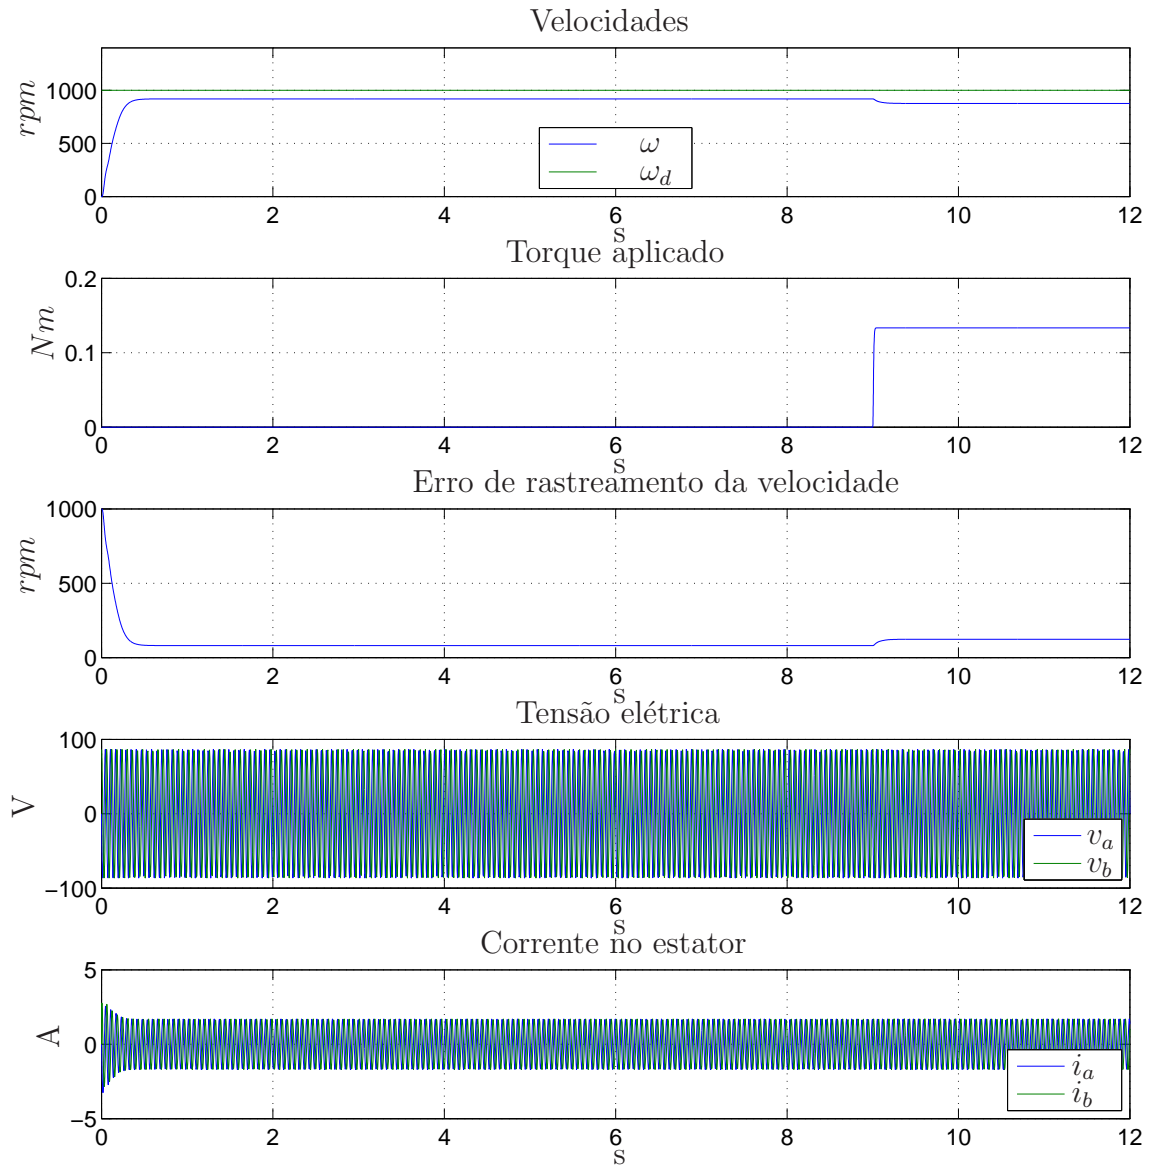 Velocidades
rpm
1000
500
0
ω
ω_d
0 2 4 6 8 10 12
s
Torque aplicado
Nm
0.2
0.1
0
0 2 4 6 8 10 12
s
Erro de rastreamento da velocidade
rpm
1000
500
0
0 2 4 6 8 10 12
s
Tensão elétrica
V
100
0
−100
v_a
v_b
0 2 4 6 8 10 12
s
Corrente no estator
A
5
0
−5
i_a
i_b
0 2 4 6 8 10 12
s